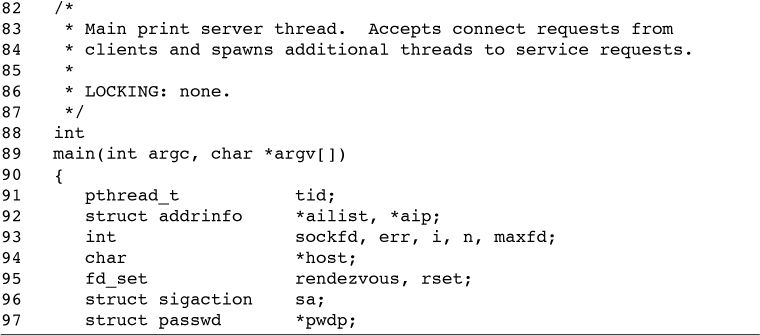 82   /*
83    * Main print server thread.  Accepts connect requests from
84    * clients and spawns additional threads to service requests.
85    *
86    * LOCKING: none.
87    */
88   int
89   main(int argc, char *argv[])
90   {
91      pthread_t           tid;
92      struct addrinfo     *ailist, *aip;
93      int                 sockfd, err, i, n, maxfd;
94      char                *host;
95      fd_set              rendezvous, rset;
96      struct sigaction    sa;
97      struct passwd       *pwdp;